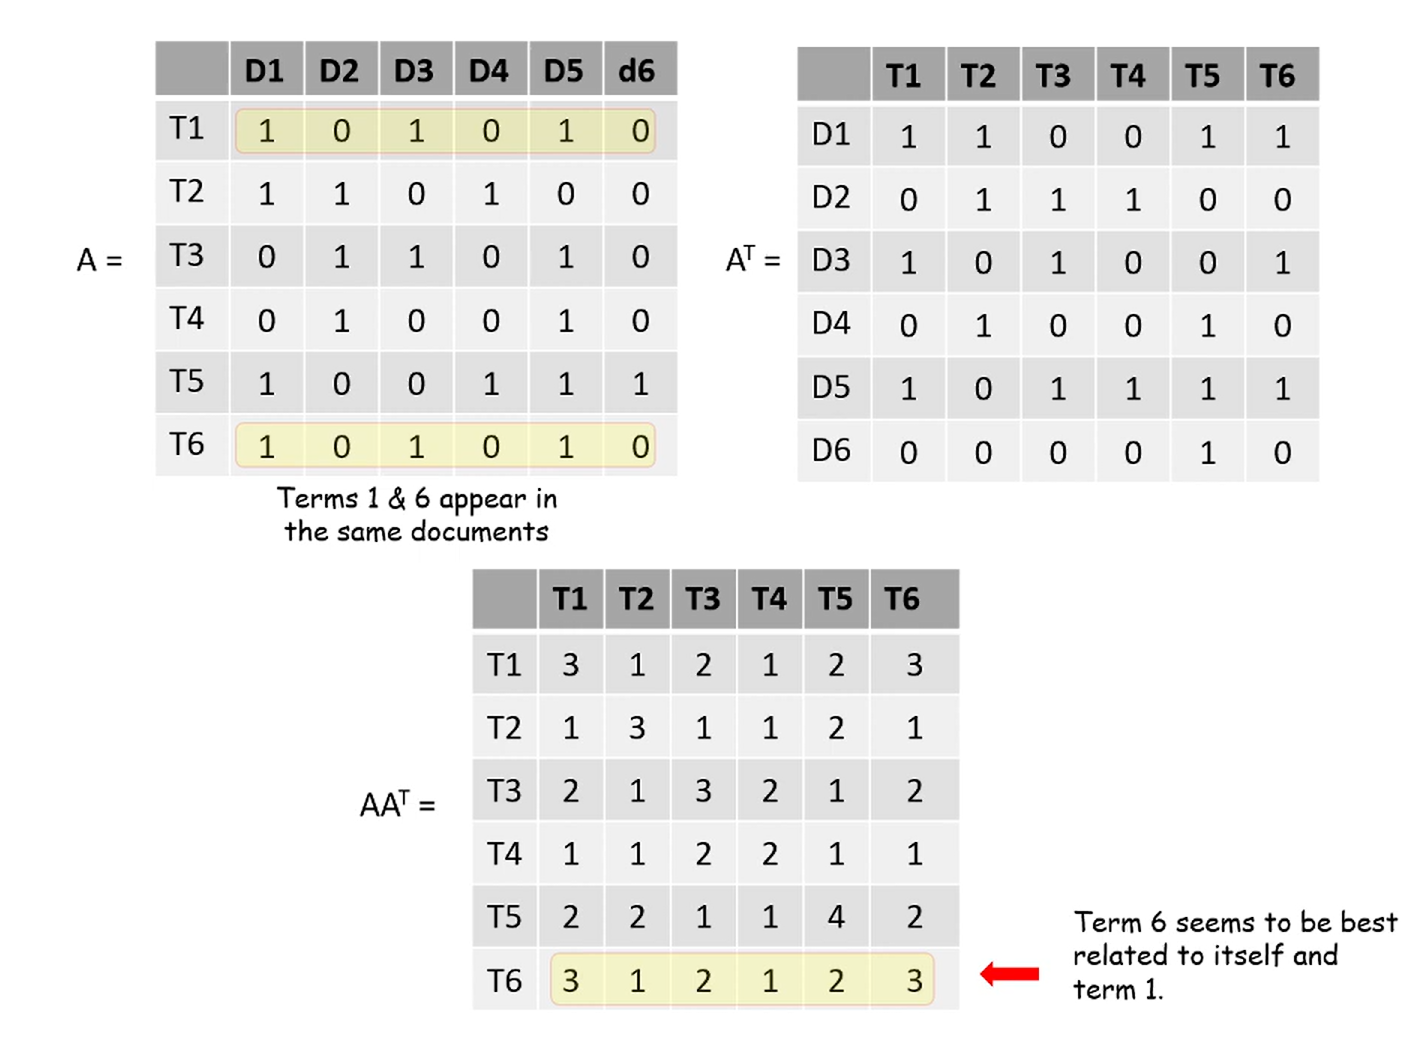 D1 D2 D3 D4 D5 d6
T1 1 0 1 0 1 0
T2 1 1 0 1 0 0
A = T3 0 1 1 0 1 0
T4 0 1 0 0 1 0
T5 1 0 0 1 1 1
T6 1 0 1 0 1 0
Terms 1 & 6 appear in
the same documents
T1 T2 T3 T4 T5 T6
D1 1 1 0 0 1 1
D2 0 1 1 1 0 0
Aᵀ = D3 1 0 1 0 0 1
D4 0 1 0 0 1 0
D5 1 0 1 1 1 1
D6 0 0 0 0 1 0
T1 T2 T3 T4 T5 T6
T1 3 1 2 1 2 3
T2 1 3 1 1 2 1
T3 2 1 3 2 1 2
AAᵀ =
T4 1 1 2 2 1 1
T5 2 2 1 1 4 2
T6 3 1 2 1 2 3
Term 6 seems to be best
related to itself and
term 1.